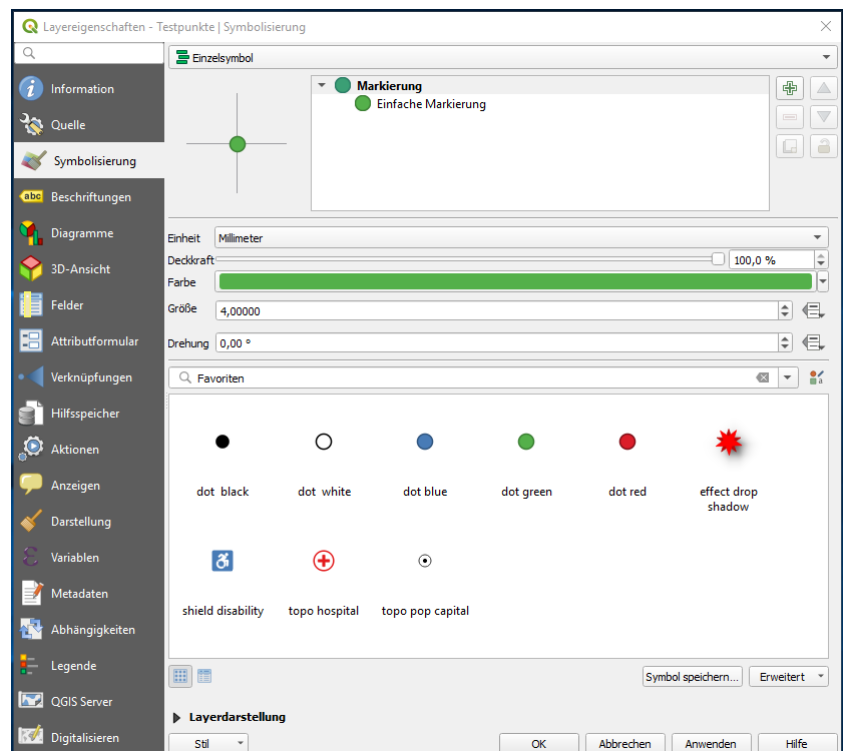 Layereigenschaften - Testpunkte | Symbolisierung
Einzelsymbol
Information
Quelle
Symbolisierung
abc Beschriftungen
Diagramme
3D-Ansicht
Felder
Attributformular
Verknüpfungen
Hilfsspeicher
Aktionen
Anzeigen
Darstellung
Variablen
Metadaten
Abhängigkeiten
Legende
QGIS Server
Digitalisieren
Markierung
Einfache Markierung
Einheit Millimeter
Deckkraft 100,0 %
Farbe
Größe 4,00000
Drehung 0,00 °
Favoriten
dot black
dot white
dot blue
dot green
dot red
effect drop
shadow
shield disability
topo hospital
topo pop capital
Symbol speichern... Erweitert
Layerdarstellung
Stil OK Abbrechen Anwenden Hilfe